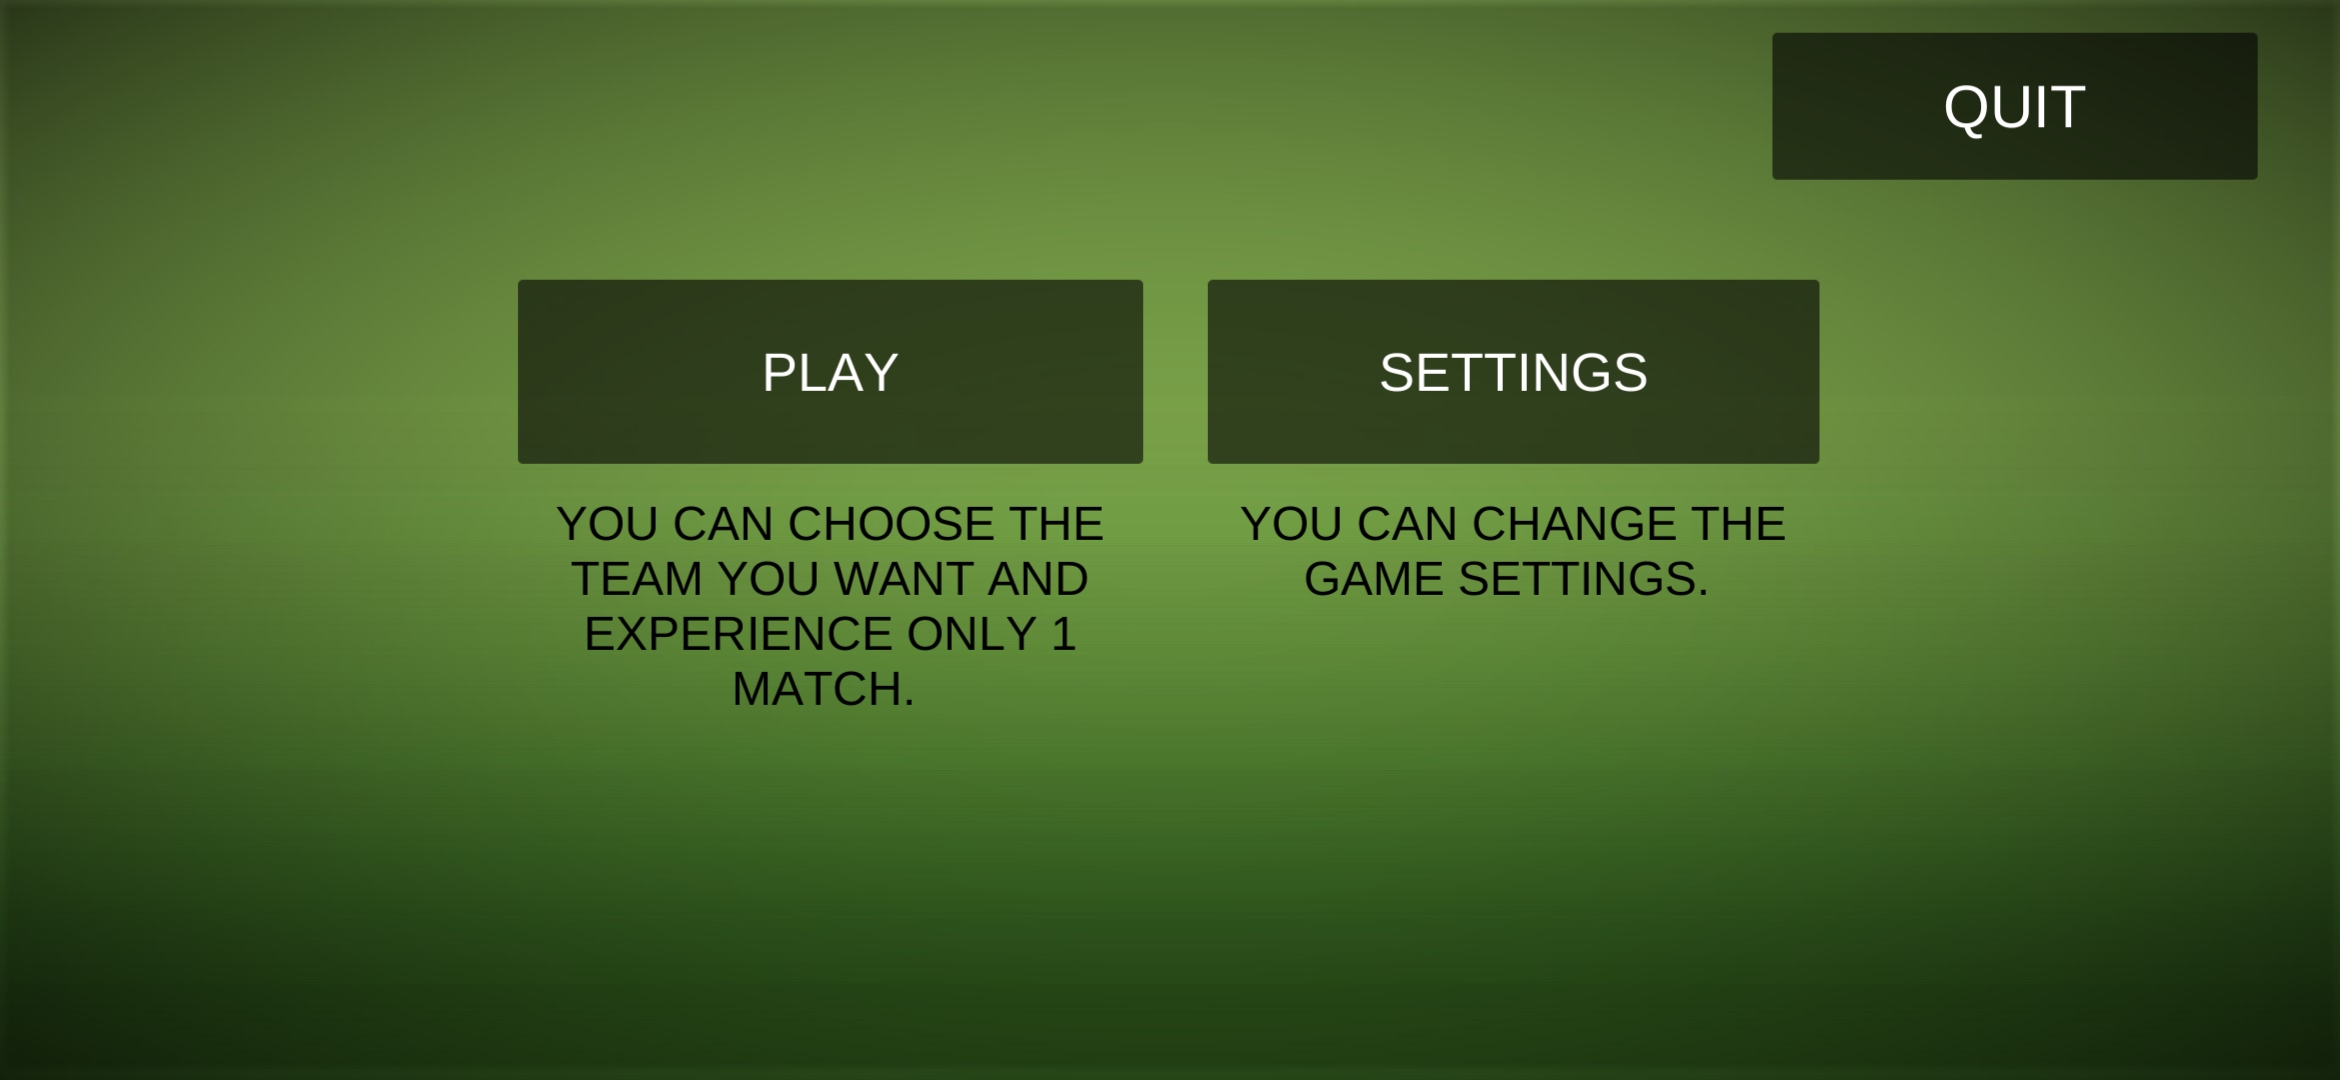 QUIT
PLAY
SETTINGS
YOU CAN CHOOSE THE
TEAM YOU WANT AND
EXPERIENCE ONLY 1
MATCH.
YOU CAN CHANGE THE
GAME SETTINGS.